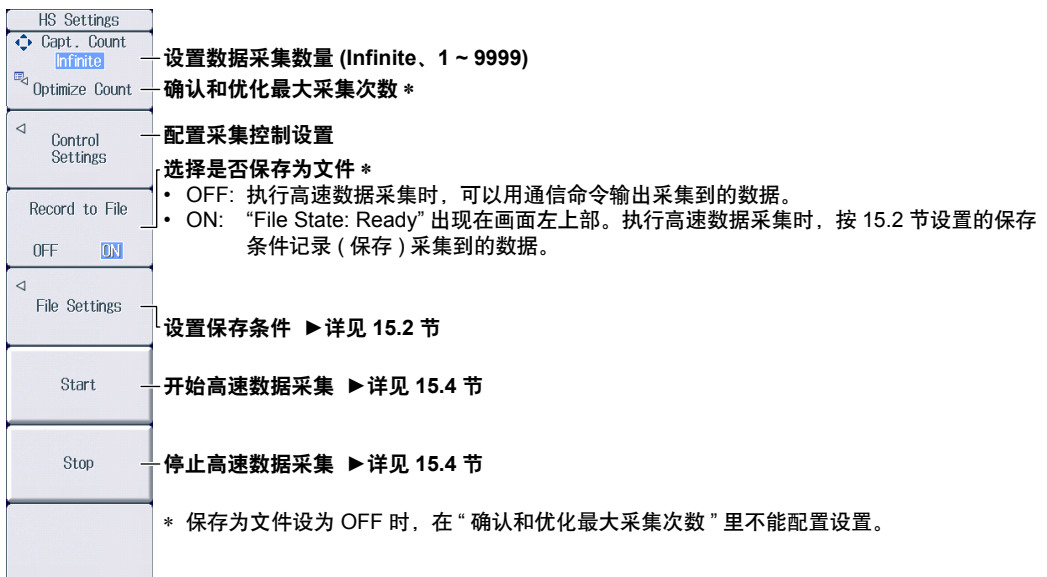 HS Settings
Capt. Count
Infinite
设置数据采集数量 (Infinite、1 ~ 9999)
Optimize Count
确认和优化最大采集次数 *
Control
Settings
配置采集控制设置
选择是否保存为文件 *
• OFF: 执行高速数据采集时，可以用通信命令输出采集到的数据。
• ON: “File State: Ready” 出现在画面左上部。执行高速数据采集时，按 15.2 节设置的保存
条件记录 ( 保存 ) 采集到的数据。
Record to File
OFF ON
File Settings
设置保存条件 ►详见 15.2 节
Start
开始高速数据采集 ►详见 15.4 节
Stop
停止高速数据采集 ►详见 15.4 节
* 保存为文件设为 OFF 时，在 “ 确认和优化最大采集次数 ” 里不能配置设置。